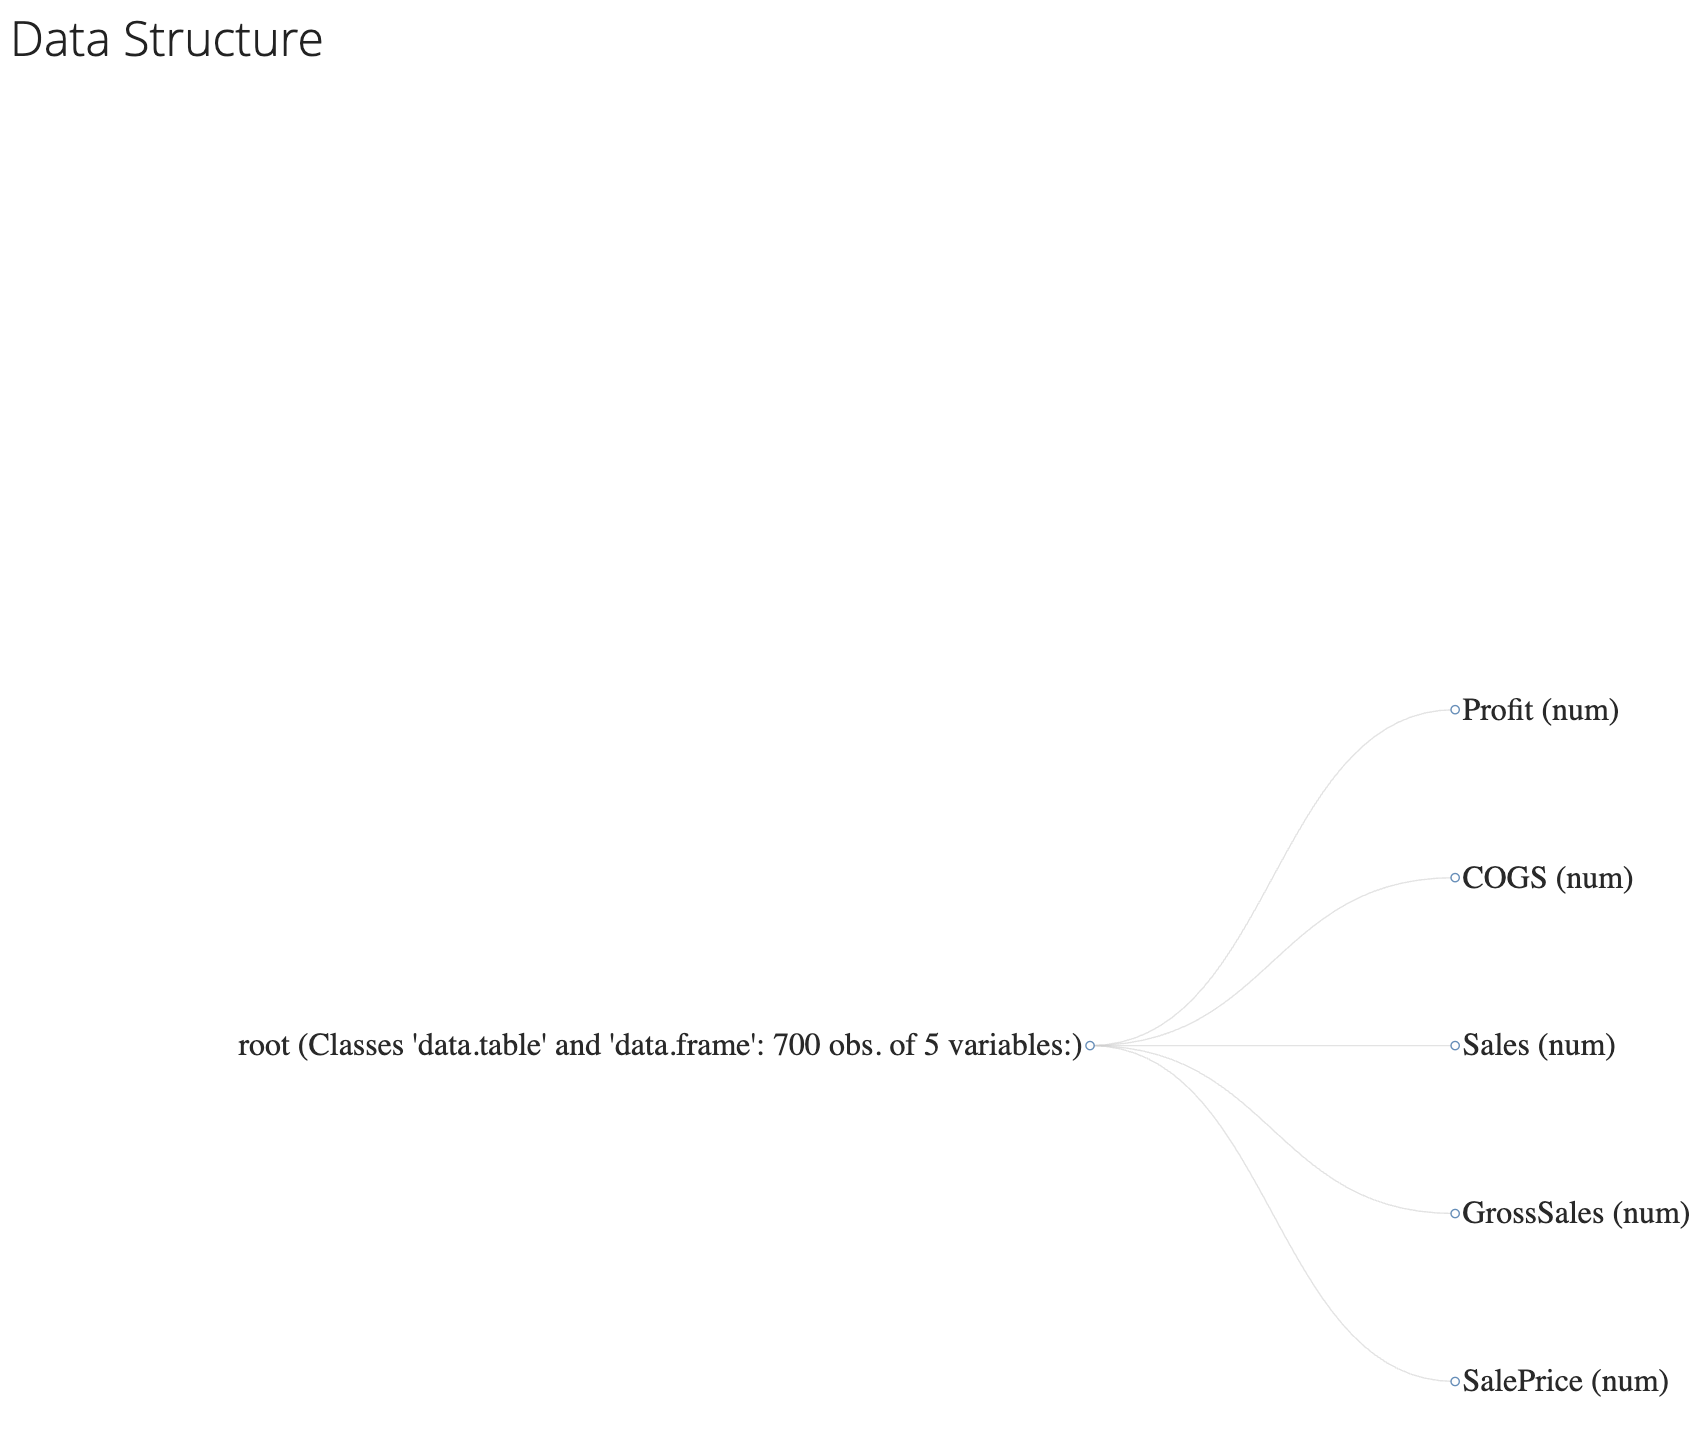 Data Structure
Profit (num)
COGS (num)
root (Classes 'data.table' and 'data.frame': 700 obs. of 5 variables:)
Sales (num)
GrossSales (num)
SalePrice (num)